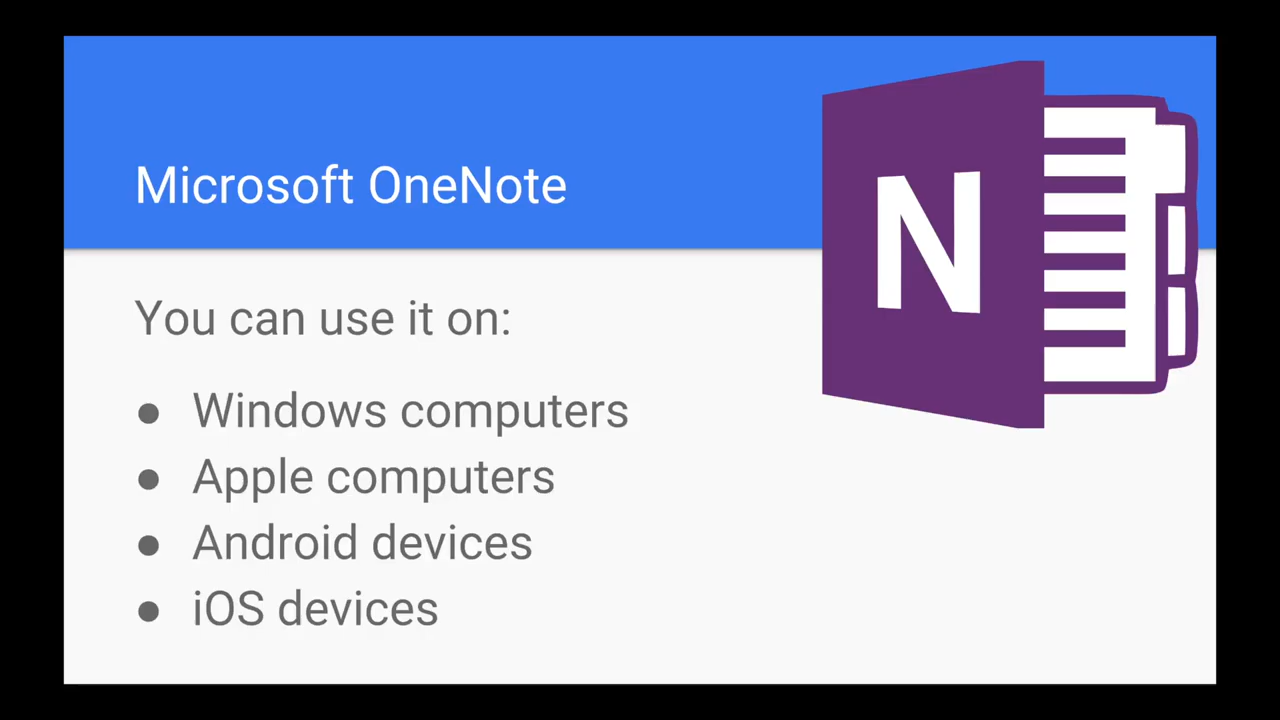 Microsoft OneNote
N
You can use it on:
● Windows computers
● Apple computers
● Android devices
● iOS devices